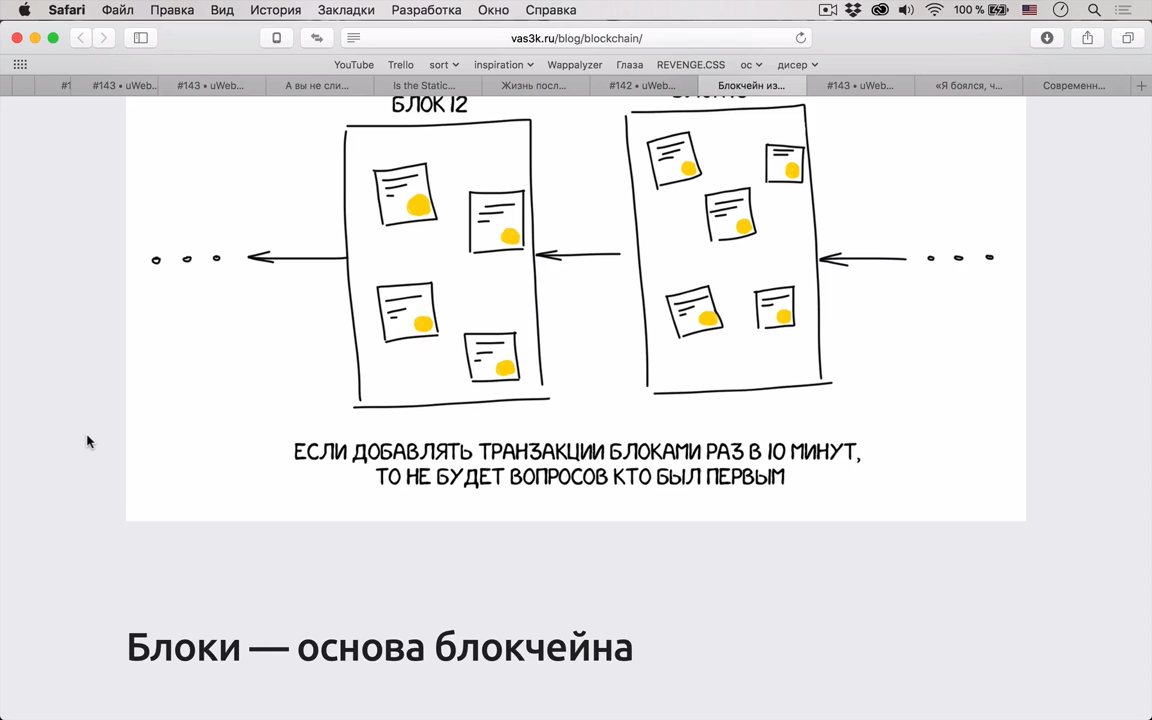 Safari Файл Правка Вид История Закладки Разработка Окно Справка 100 %
vas3k.ru/blog/blockchain/
YouTube Trello sort inspiration Wappalyzer Глаза REVENGE.CSS ос дисер
#1 #143 • uWeb... #143 • uWeb... А вы не сли... Is the Static... Жизнь посл... #142 • uWeb... Блокчейн из... #143 • uWeb... «Я боялся, ч... Современн...
БЛОК 12
ЕСЛИ ДОБАВЛЯТЬ ТРАНЗАКЦИИ БЛОКАМИ РАЗ В 10 МИНУТ,
ТО НЕ БУДЕТ ВОПРОСОВ КТО БЫЛ ПЕРВЫМ
Блоки — основа блокчейна